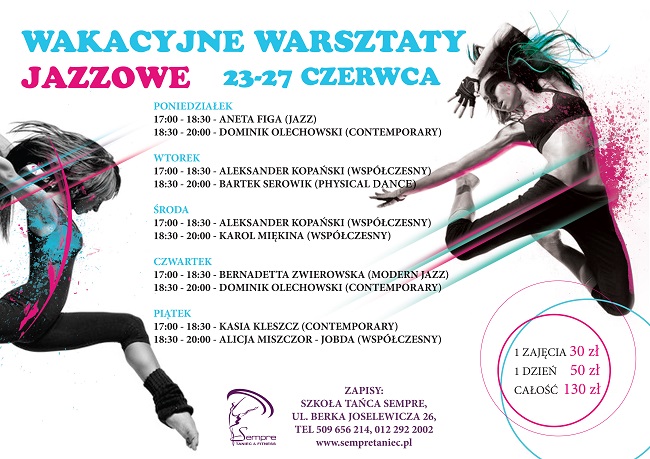 WAKACYJNE WARSZTATY
JAZZOWE 23-27 CZERWCA
PONIEDZIAŁEK
17:00 - 18:30 - ANETA FIGA (JAZZ)
18:30 - 20:00 - DOMINIK OLECHOWSKI (CONTEMPORARY)
WTOREK
17:00 - 18:30 - ALEKSANDER KOPAŃSKI (WSPÓŁCZESNY)
18:30 - 20:00 - BARTEK SEROWIK (PHYSICAL DANCE)
ŚRODA
17:00 - 18:30 - ALEKSANDER KOPAŃSKI (WSPÓŁCZESNY)
18:30 - 20:00 - KAROL MIĘKINA (WSPÓŁCZESNY)
CZWARTEK
17:00 - 18:30 - BERNADETTA ZWIEROWSKA (MODERN JAZZ)
18:30 - 20:00 - DOMINIK OLECHOWSKI (CONTEMPORARY)
PIĄTEK
17:00 - 18:30 - KASIA KLESZCZ (CONTEMPORARY)
18:30 - 20:00 - ALICJA MISZCZOR - JOBDA (WSPÓŁCZESNY)
1 ZAJĘCIA 30 zł
1 DZIEŃ 50 zł
CAŁOŚĆ 130 zł
Sempre
TANIEC & FITNESS
ZAPISY:
SZKOŁA TAŃCA SEMPRE,
UL. BERKA JOSELEWICZA 26,
TEL 509 656 214, 012 292 2002
www.sempretaniec.pl